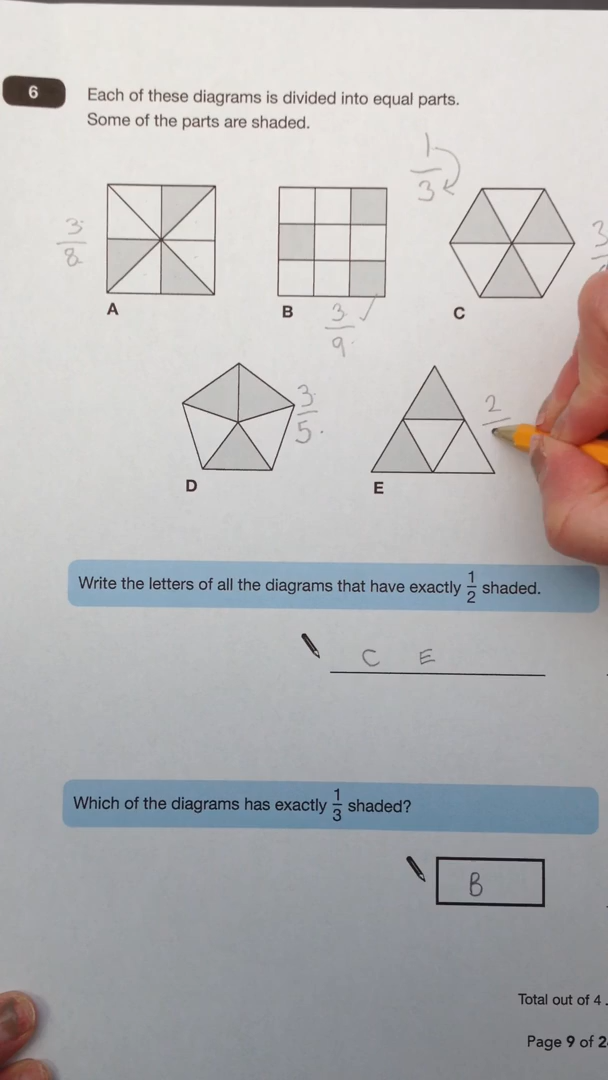 6
Each of these diagrams is divided into equal parts.
Some of the parts are shaded.
1
3
3
8
3
A
B
C
3
9
3
5
2
D
E
Write the letters of all the diagrams that have exactly 1/2 shaded.
C E
Which of the diagrams has exactly 1/3 shaded?
B
Total out of 4
Page 9 of 2